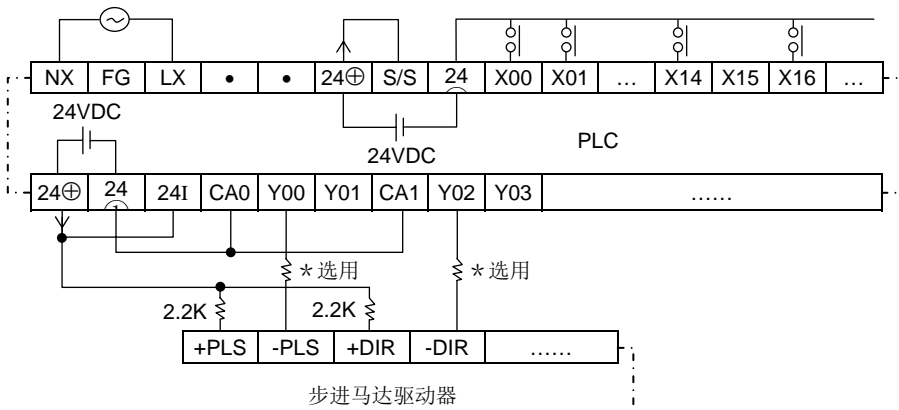 NX FG LX • • 24⊕ S/S 24 X00 X01 … X14 X15 X16 …
24VDC
24VDC
PLC
24⊕ 24 24I CA0 Y00 Y01 CA1 Y02 Y03 ……
*选用 *选用
2.2K 2.2K
+PLS -PLS +DIR -DIR ……
步进马达驱动器